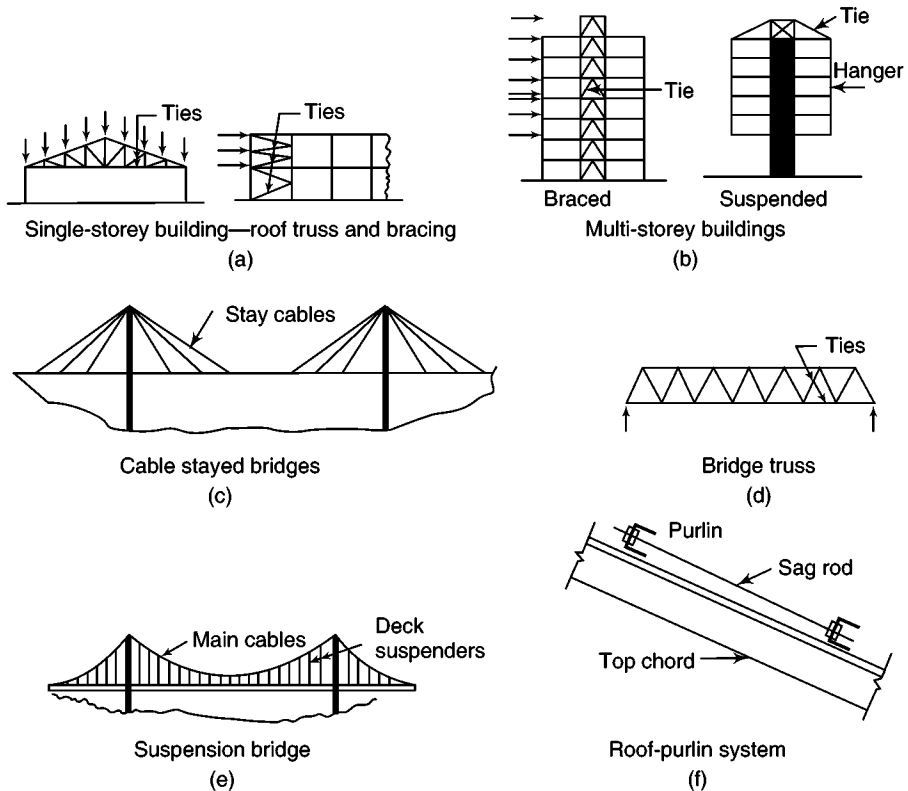 Ties
Ties
Single-storey building—roof truss and bracing
(a)
Tie
Tie
Hanger
Braced
Suspended
Multi-storey buildings
(b)
Stay cables
Cable stayed bridges
(c)
Ties
Bridge truss
(d)
Main cables
Deck
suspenders
Suspension bridge
(e)
Purlin
Sag rod
Top chord
Roof-purlin system
(f)